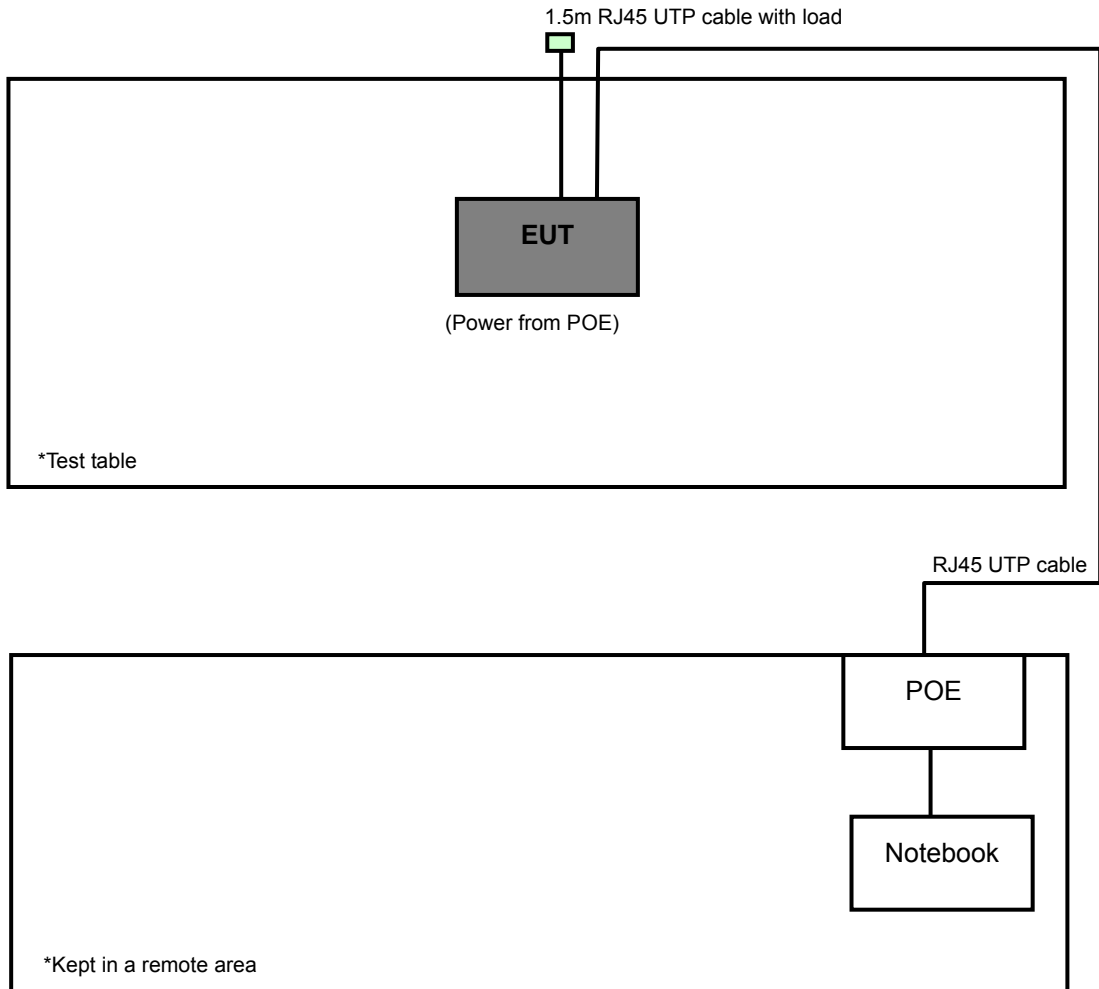 1.5m RJ45 UTP cable with load
EUT
(Power from POE)
*Test table
RJ45 UTP cable
POE
Notebook
*Kept in a remote area